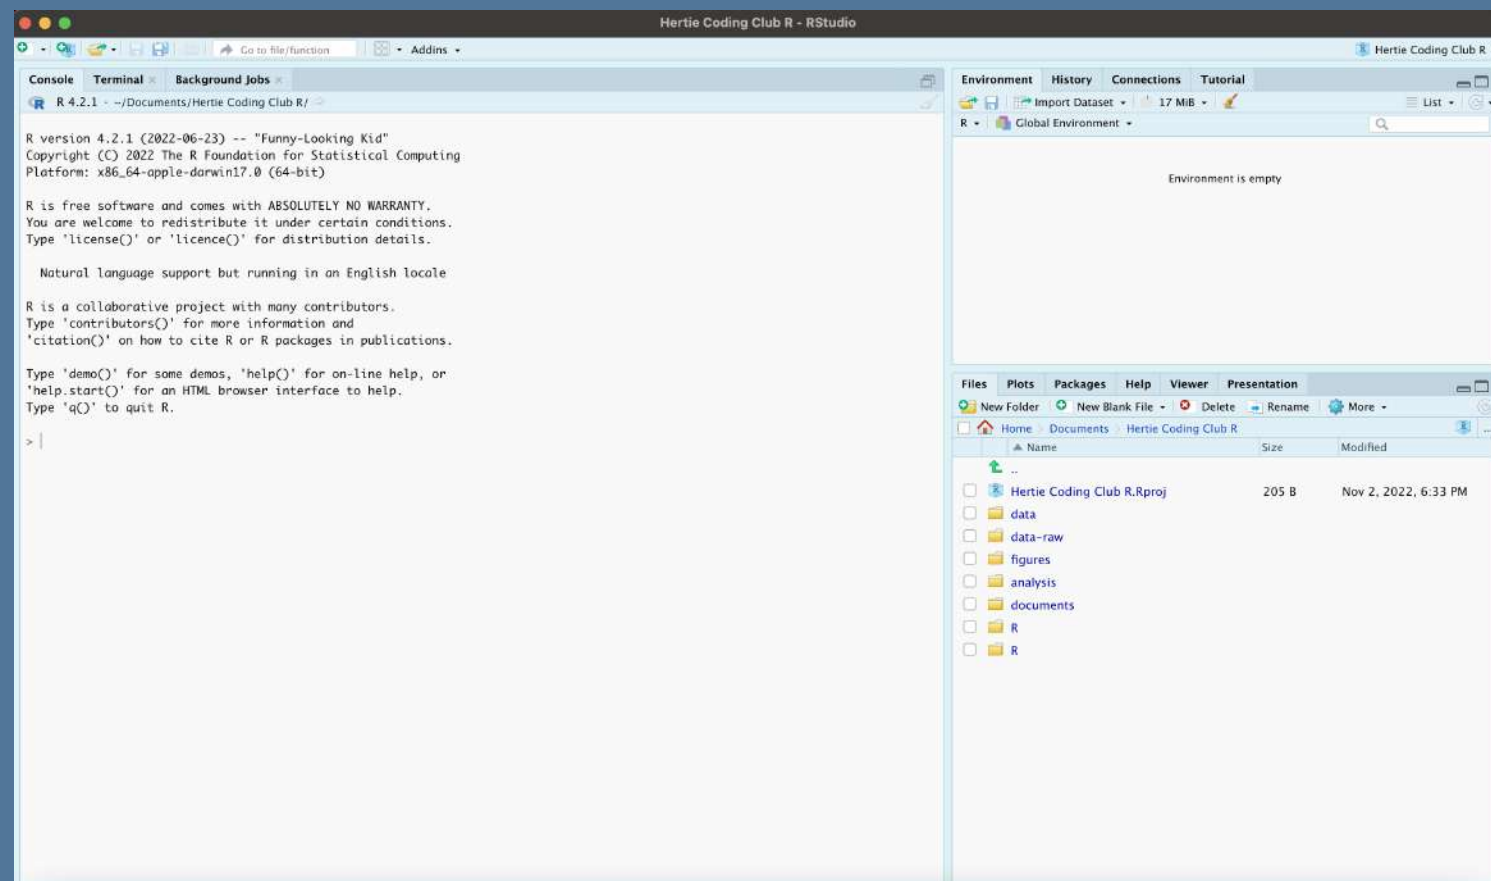 Hertie Coding Club R - RStudio
Go to file/function
Addins
Hertie Coding Club R
Console Terminal Background Jobs
R 4.2.1 · ~/Documents/Hertie Coding Club R/
R version 4.2.1 (2022-06-23) -- "Funny-Looking Kid"
Copyright (C) 2022 The R Foundation for Statistical Computing
Platform: x86_64-apple-darwin17.0 (64-bit)
R is free software and comes with ABSOLUTELY NO WARRANTY.
You are welcome to redistribute it under certain conditions.
Type 'license()' or 'licence()' for distribution details.
Natural language support but running in an English locale
R is a collaborative project with many contributors.
Type 'contributors()' for more information and
'citation()' on how to cite R or R packages in publications.
Type 'demo()' for some demos, 'help()' for on-line help, or
'help.start()' for an HTML browser interface to help.
Type 'q()' to quit R.
>
Environment History Connections Tutorial
Import Dataset 17 MiB List
R Global Environment
Environment is empty
Files Plots Packages Help Viewer Presentation
New Folder New Blank File Delete Rename More
Home Documents Hertie Coding Club R ...
Name Size Modified
..
Hertie Coding Club R.Rproj 205 B Nov 2, 2022, 6:33 PM
data
data-raw
figures
analysis
documents
R
R